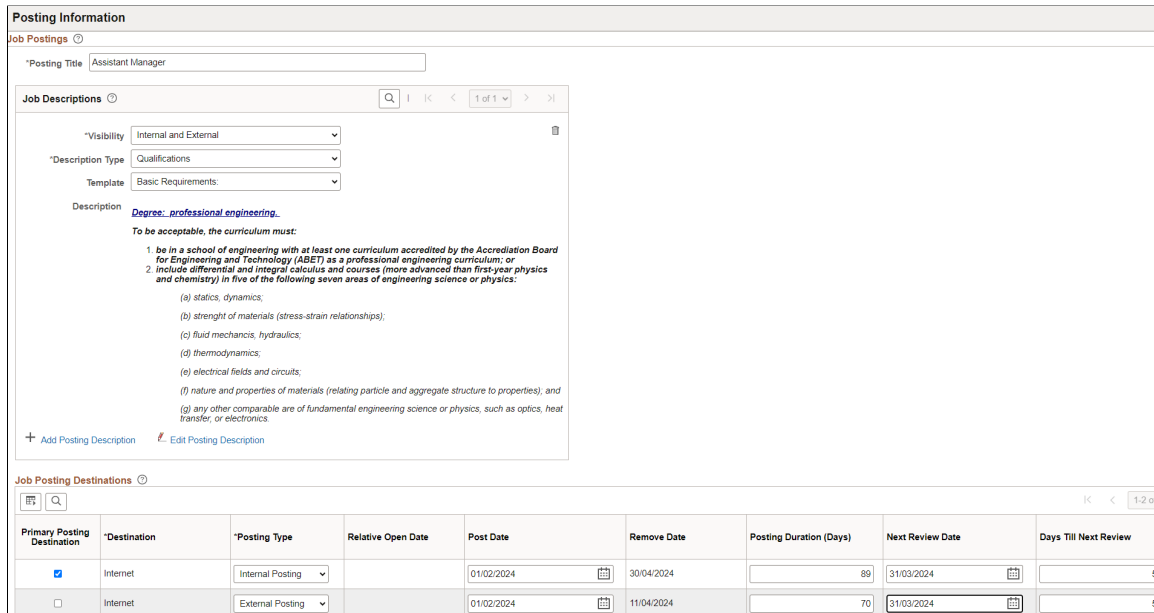 Posting Information
Job Postings
*Posting Title Assistant Manager
Job Descriptions 1 of 1
*Visibility Internal and External
*Description Type Qualifications
Template Basic Requirements:
Description Degree: professional engineering.
To be acceptable, the curriculum must:
1. be in a school of engineering with at least one curriculum accredited by the Accrediation Board
for Engineering and Technology (ABET) as a professional engineering curriculum; or
2. include differential and integral calculus and courses (more advanced than first-year physics
and chemistry) in five of the following seven areas of engineering science or physics:
(a) statics, dynamics;
(b) strenght of materials (stress-strain relationships);
(c) fluid mechancis, hydraulics;
(d) thermodynamics;
(e) electrical fields and circuits;
(f) nature and properties of materials (relating particle and aggregate structure to properties); and
(g) any other comparable are of fundamental engineering science or physics, such as optics, heat
transfer, or electronics.
Add Posting Description Edit Posting Description
Job Posting Destinations
1-2 o
Primary Posting Destination *Destination *Posting Type Relative Open Date Post Date Remove Date Posting Duration (Days) Next Review Date Days Till Next Review
Internet Internal Posting 01/02/2024 30/04/2024 89 31/03/2024
Internet External Posting 01/02/2024 11/04/2024 70 31/03/2024